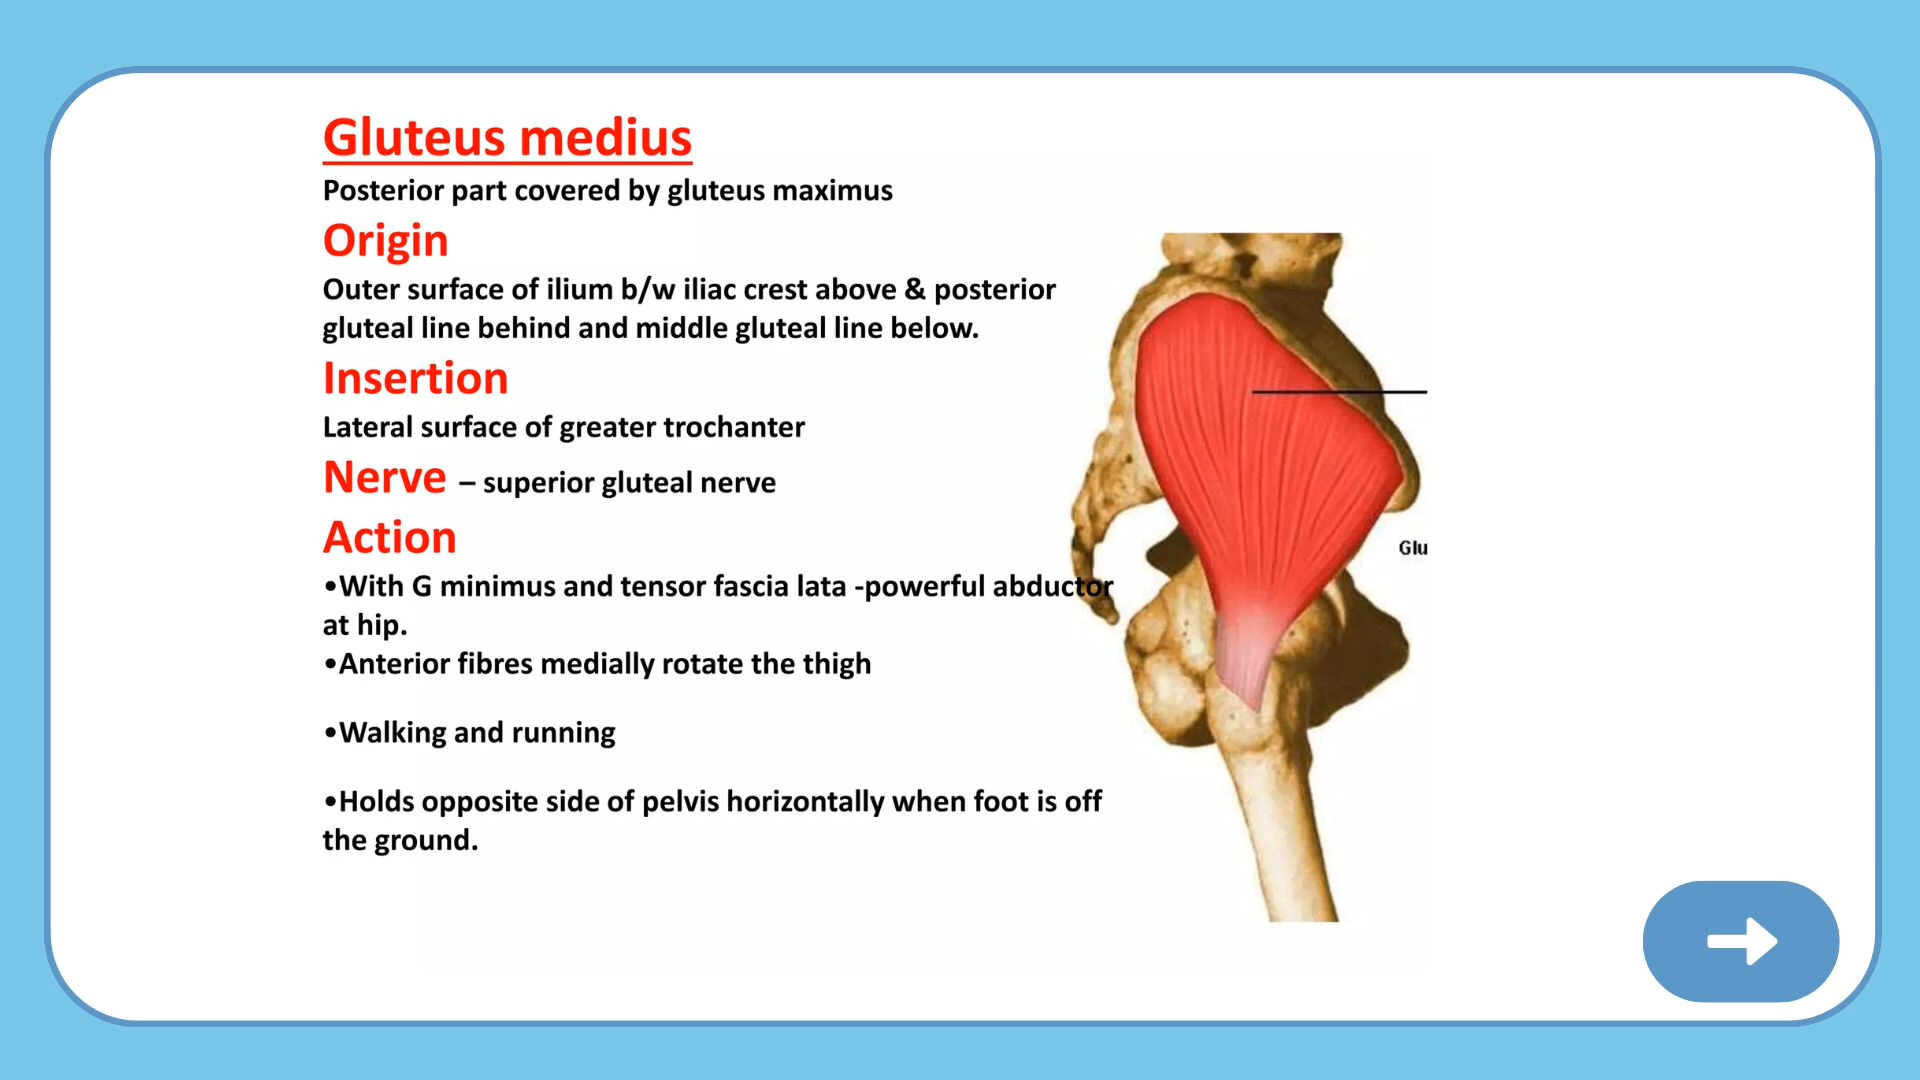 Gluteus medius
Posterior part covered by gluteus maximus
Origin
Outer surface of ilium b/w iliac crest above & posterior
gluteal line behind and middle gluteal line below.
Insertion
Lateral surface of greater trochanter
Nerve – superior gluteal nerve
Action
•With G minimus and tensor fascia lata -powerful abductor
at hip.
•Anterior fibres medially rotate the thigh
•Walking and running
•Holds opposite side of pelvis horizontally when foot is off
the ground.
Glu